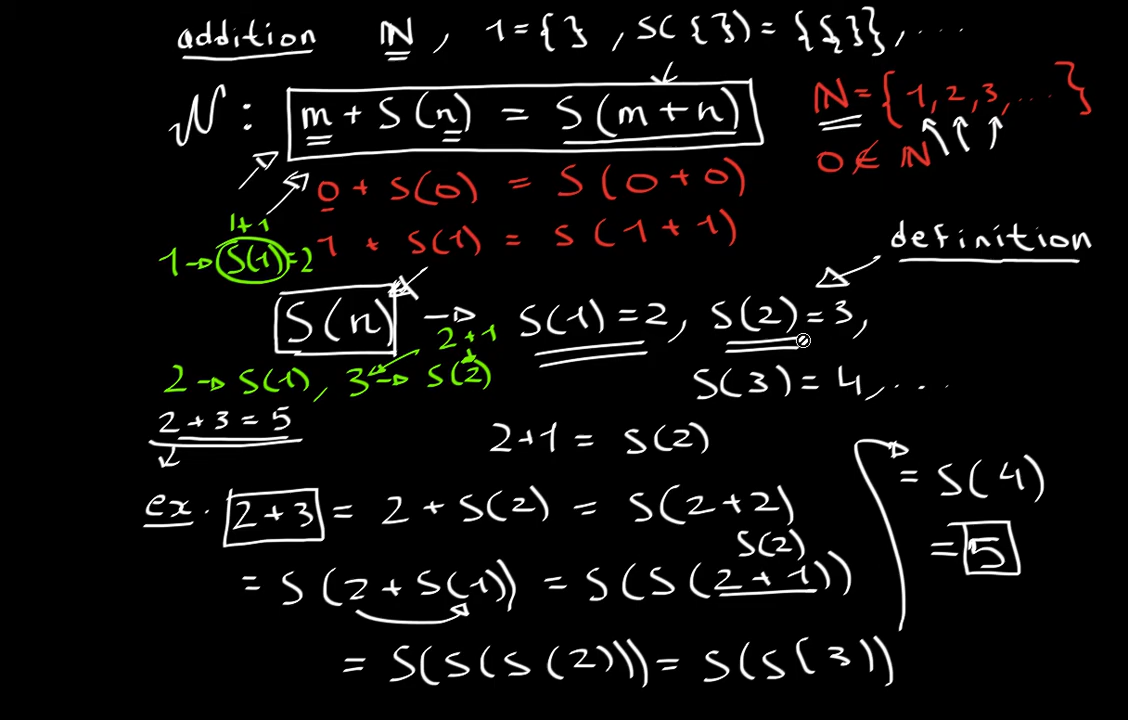 addition ℕ , 1={ } , S({ })={{ }}, ...
𝒩 : m + S(n) = S(m+n)
ℕ={1,2,3,...}
0 ∉ ℕ
0 + S(0) = S(0+0)
1+1
1→S(1)=2
1 + S(1) = S(1+1)
definition
S(n) → S(1)=2, S(2)=3,
2+1
2→S(1), 3→S(2)
S(3)=4, ...
2+3=5
2+1 = S(2)
ex. 2+3 = 2+S(2) = S(2+2)
S(2)
= S(2+S(1)) = S(S(2+1))
= S(S(S(2))) = S(S(3))
= S(4)
= 5